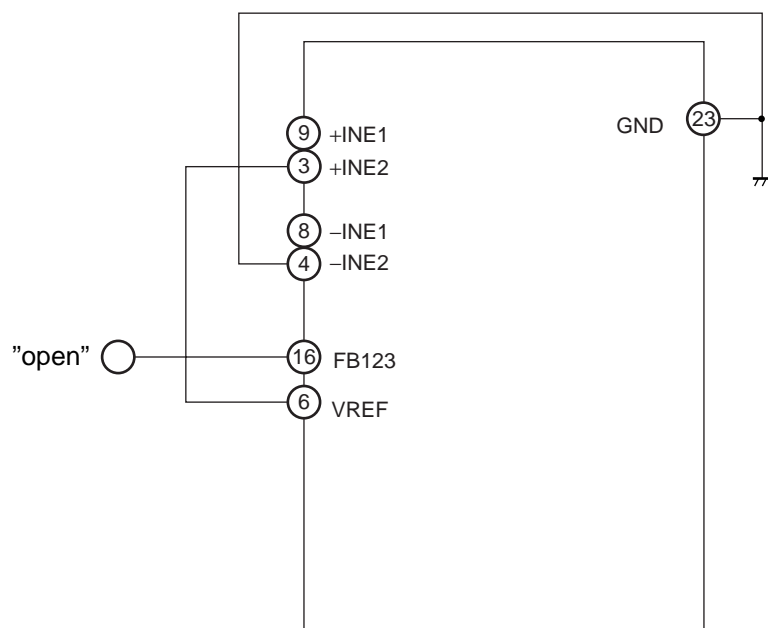 9 +INE1
3 +INE2
8 −INE1
4 −INE2
”open” 16 FB123
6 VREF
GND 23